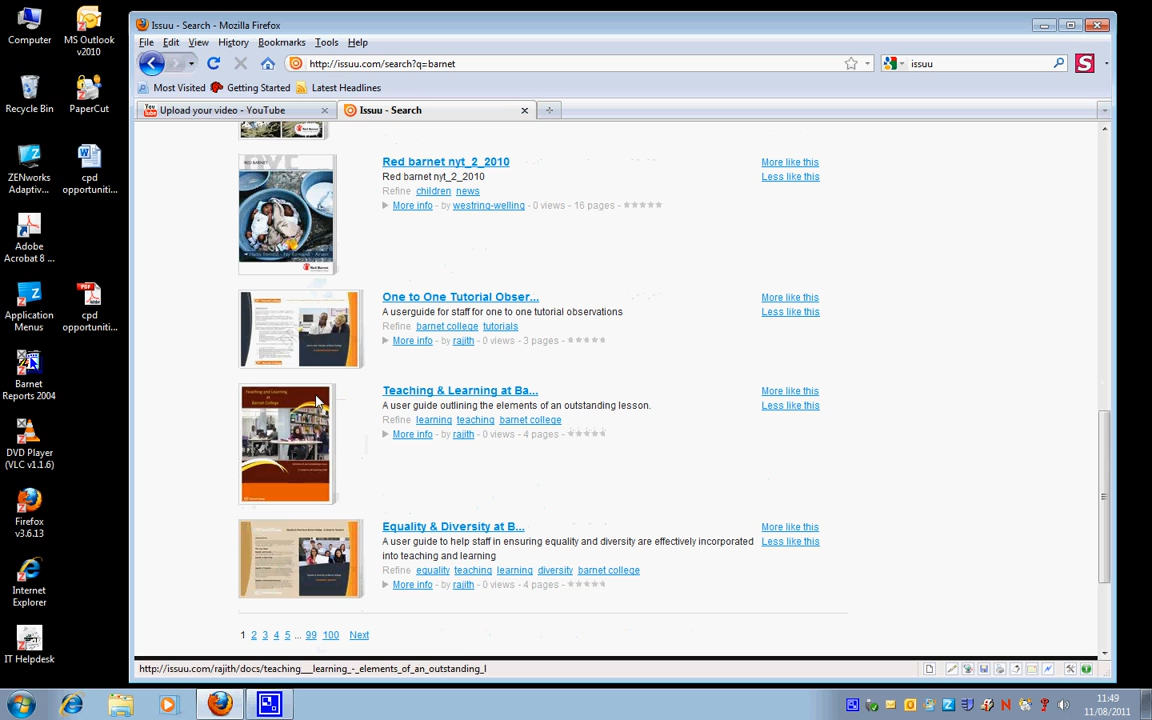 Issuu - Search - Mozilla Firefox
File Edit View History Bookmarks Tools Help
http://issuu.com/search?q=barnet
issuu
Most Visited Getting Started Latest Headlines
Upload your video - YouTube
Issuu - Search
Computer
MS Outlook v2010
Recycle Bin
PaperCut
ZENworks Adaptiv...
cpd opportuniti...
Adobe Acrobat 8 ...
Application Menus
cpd opportuniti...
Barnet Reports 2004
DVD Player (VLC v1.1.6)
Firefox v3.6.13
Internet Explorer
IT Helpdesk
RED BARNET
Red barnet nyt_2_2010
More like this
Red barnet nyt_2_2010
Less like this
Refine children news
More info - by westring-welling - 0 views - 16 pages -
Red Barnet
One to One Tutorial Obser...
More like this
A userguide for staff for one to one tutorial observations
Less like this
Refine barnet college tutorials
More info - by rajith - 0 views - 3 pages -
Teaching and Learning
at
Barnet College
Teaching & Learning at Ba...
More like this
A user guide outlining the elements of an outstanding lesson.
Less like this
Refine learning teaching barnet college
More info - by rajith - 0 views - 4 pages -
Equality & Diversity at B...
More like this
A user guide to help staff in ensuring equality and diversity are effectively incorporated
Less like this
into teaching and learning
Refine equality teaching learning diversity barnet college
More info - by rajith - 0 views - 4 pages -
1 2 3 4 5 ... 99 100 Next
http://issuu.com/rajith/docs/teaching___learning_-_elements_of_an_outstanding_l
11:49
11/08/2011